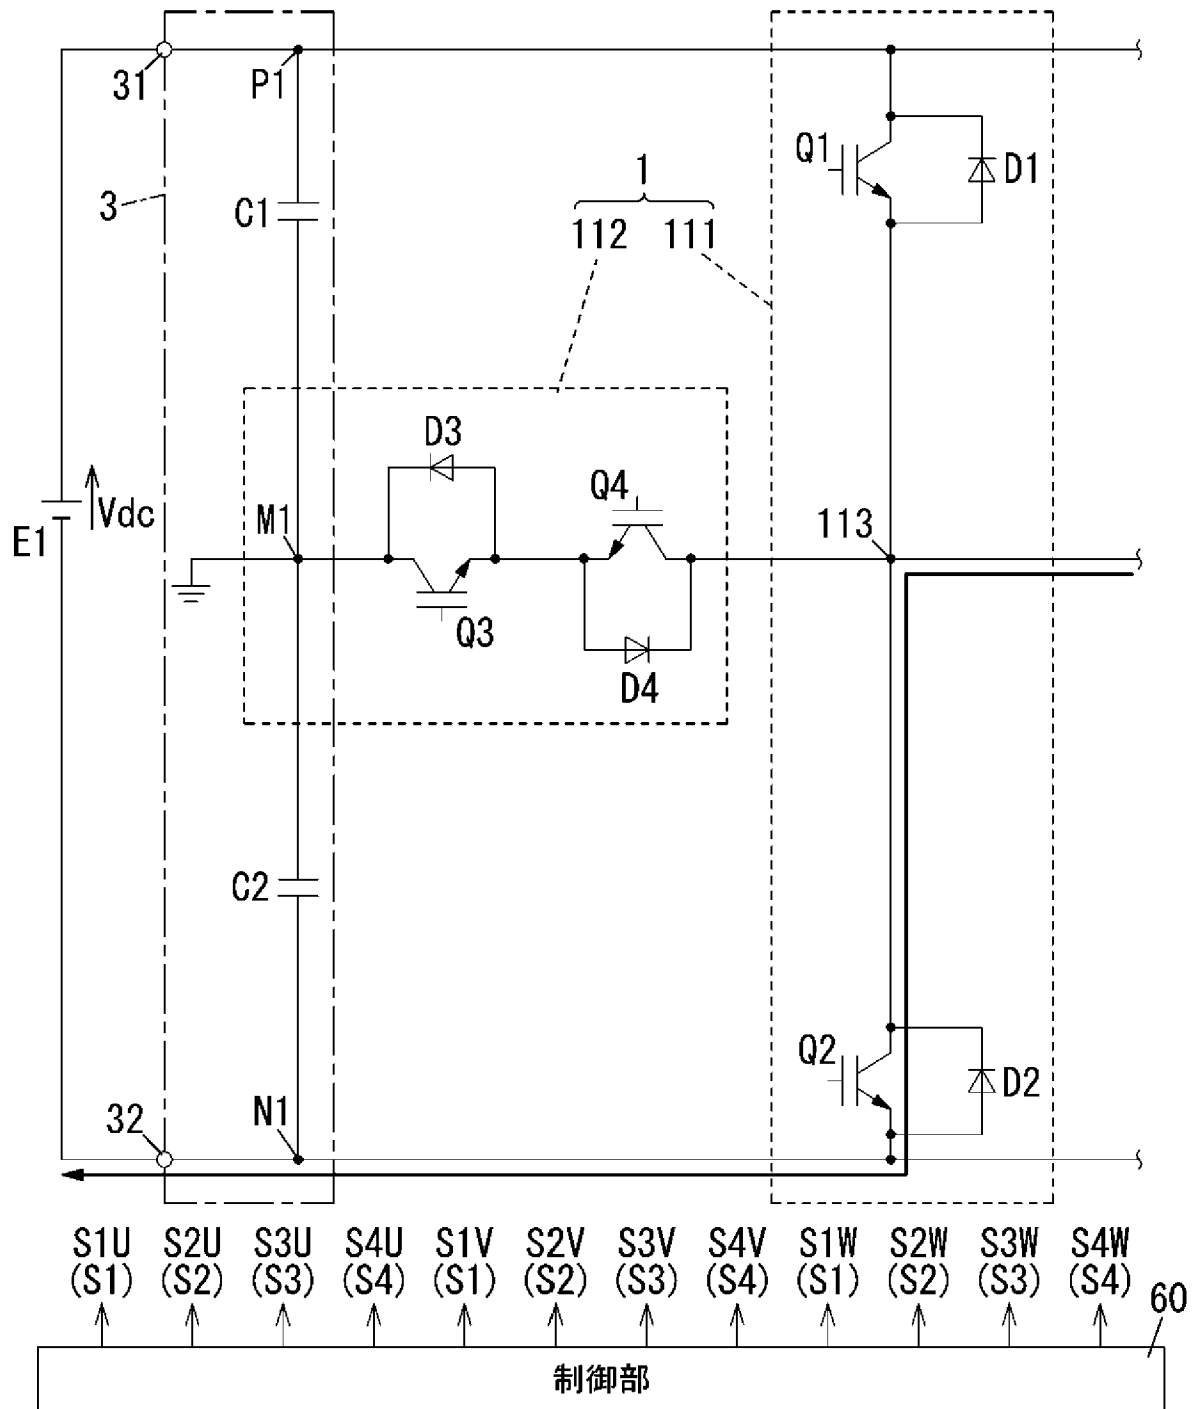 31
P1
Q1
D1
1
3
C1
112 111
D3
Q4
Vdc
M1
113
E1
Q3
D4
C2
Q2
D2
32
N1
S1U S2U S3U S4U S1V S2V S3V S4V S1W S2W S3W S4W
(S1) (S2) (S3) (S4) (S1) (S2) (S3) (S4) (S1) (S2) (S3) (S4)
60
制御部